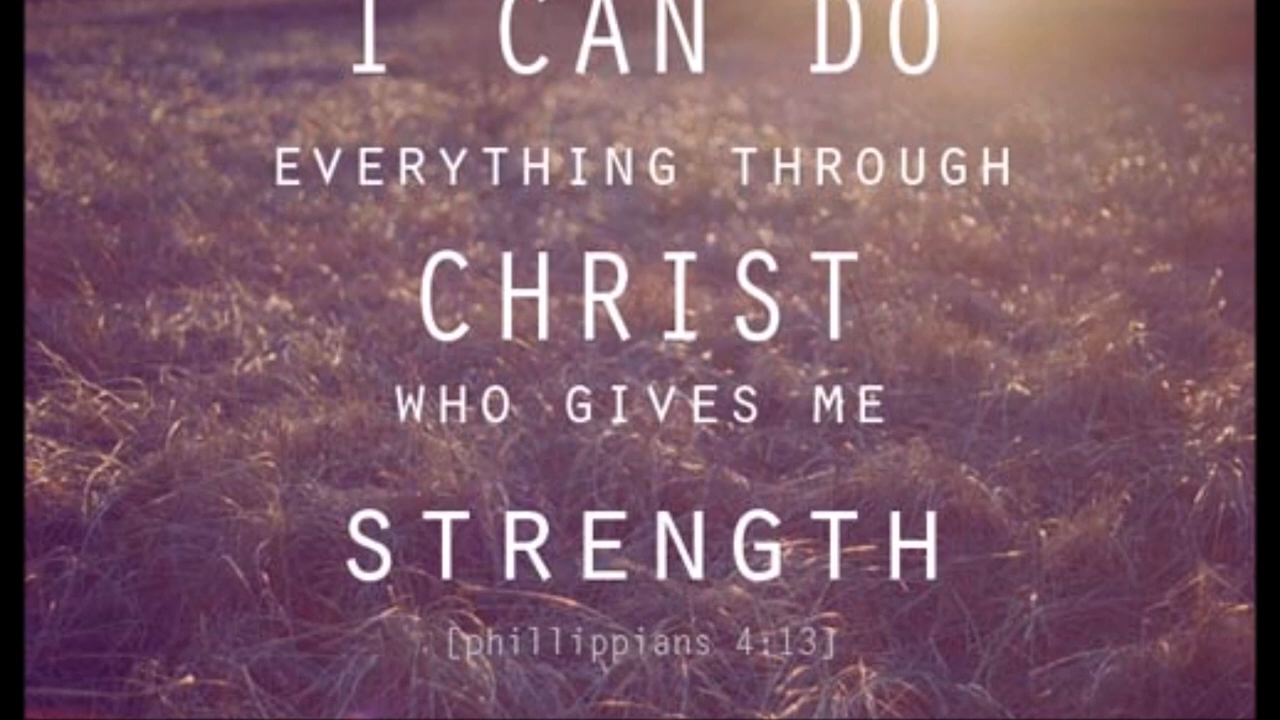 I CAN DO
EVERYTHING THROUGH
CHRIST
WHO GIVES ME
STRENGTH
[phillippians 4:13]